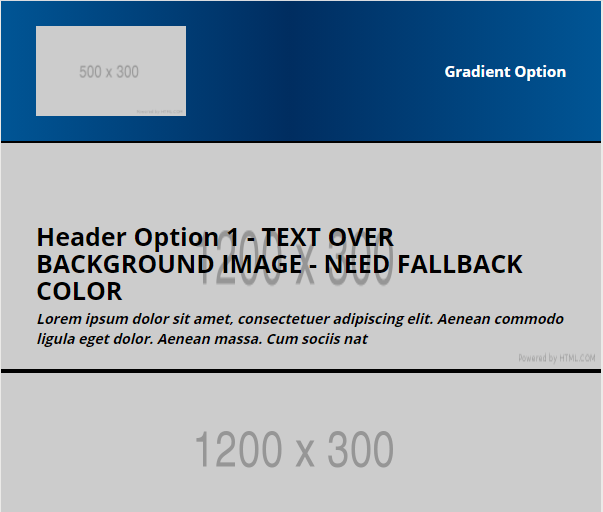 500 x 300
Powered by HTML.COM
Gradient Option
1200 x 300
Header Option 1 - TEXT OVER
BACKGROUND IMAGE - NEED FALLBACK
COLOR
Lorem ipsum dolor sit amet, consectetuer adipiscing elit. Aenean commodo
ligula eget dolor. Aenean massa. Cum sociis nat
Powered by HTML.COM
1200 x 300